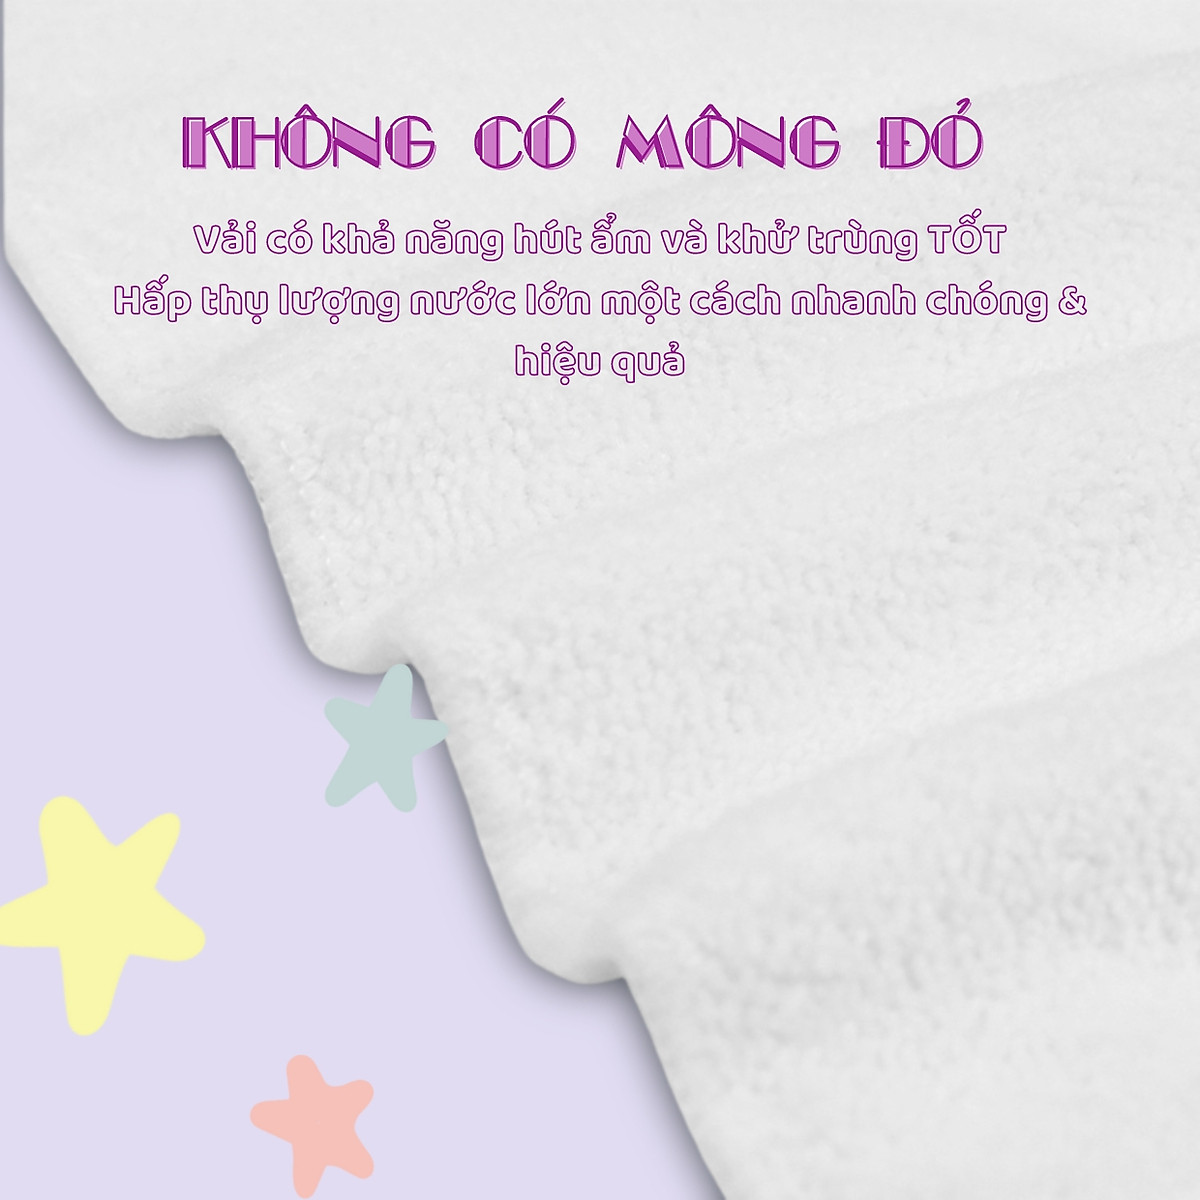 KHÔNG CÓ MÔNG ĐỎ
Vải có khả năng hút ẩm và khử trùng TỐT
Hấp thụ lượng nước lớn một cách nhanh chóng &
hiệu quả